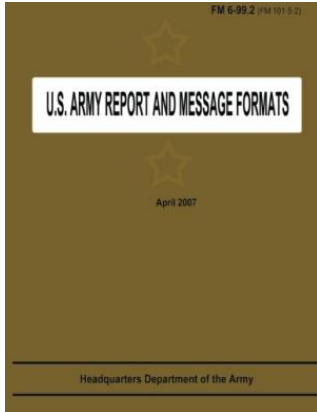 FM 6-99.2 (FM 101-5-2)
U.S. ARMY REPORT AND MESSAGE FORMATS
April 2007
Headquarters Department of the Army